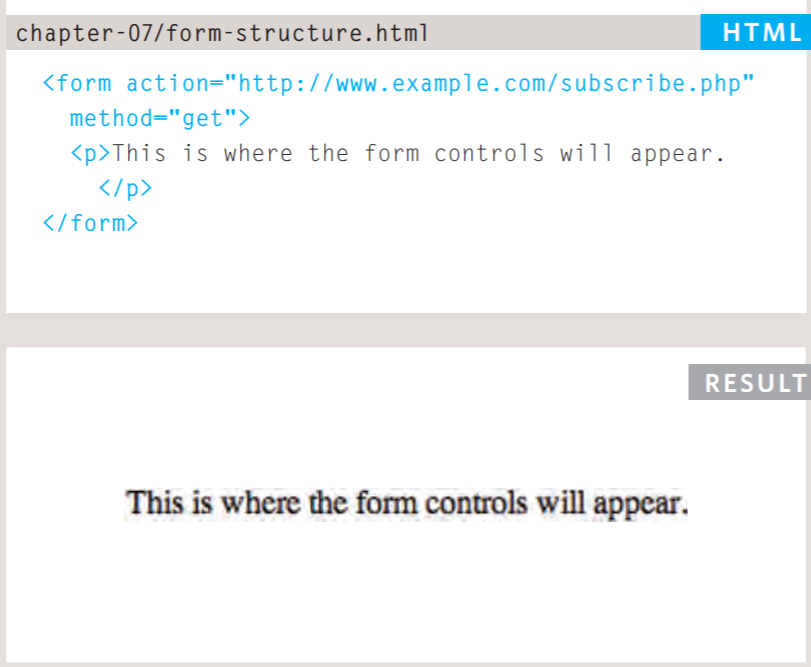 chapter-07/form-structure.html HTML
<form action="http://www.example.com/subscribe.php"
method="get">
<p>This is where the form controls will appear.
</p>
</form>
RESULT
This is where the form controls will appear.